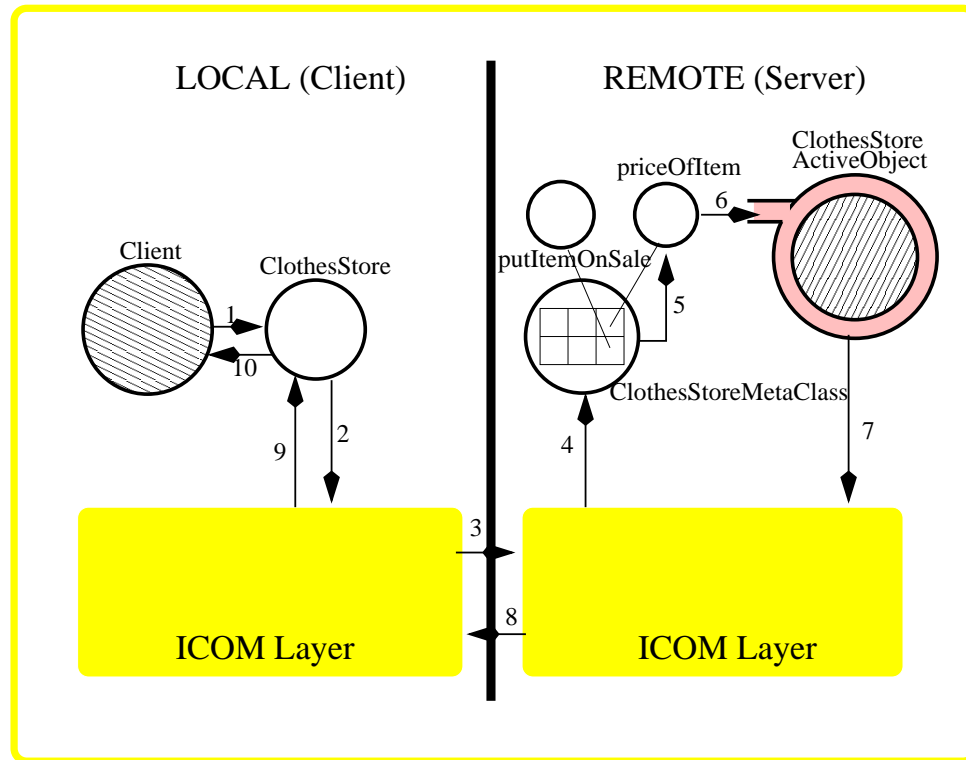 LOCAL (Client)
REMOTE (Server)
ClothesStore
ActiveObject
priceOfItem
6
Client
ClothesStore
putItemOnSale
1
5
10
ClothesStoreMetaClass
2
9
4
7
3
8
ICOM Layer
ICOM Layer